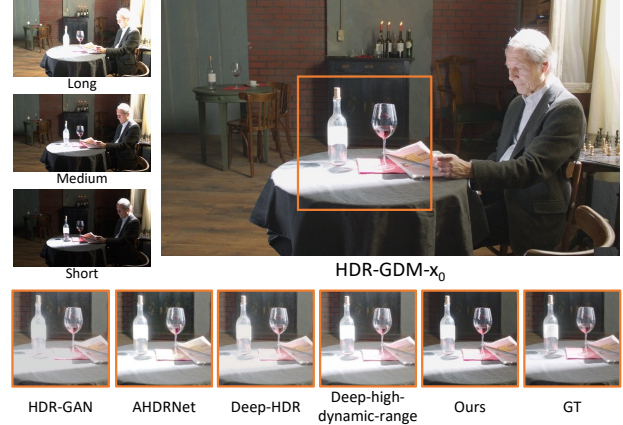 Long
Medium
Short
HDR-GDM-x₀
HDR-GAN
AHDRNet
Deep-HDR
Deep-high-
dynamic-range
Ours
GT